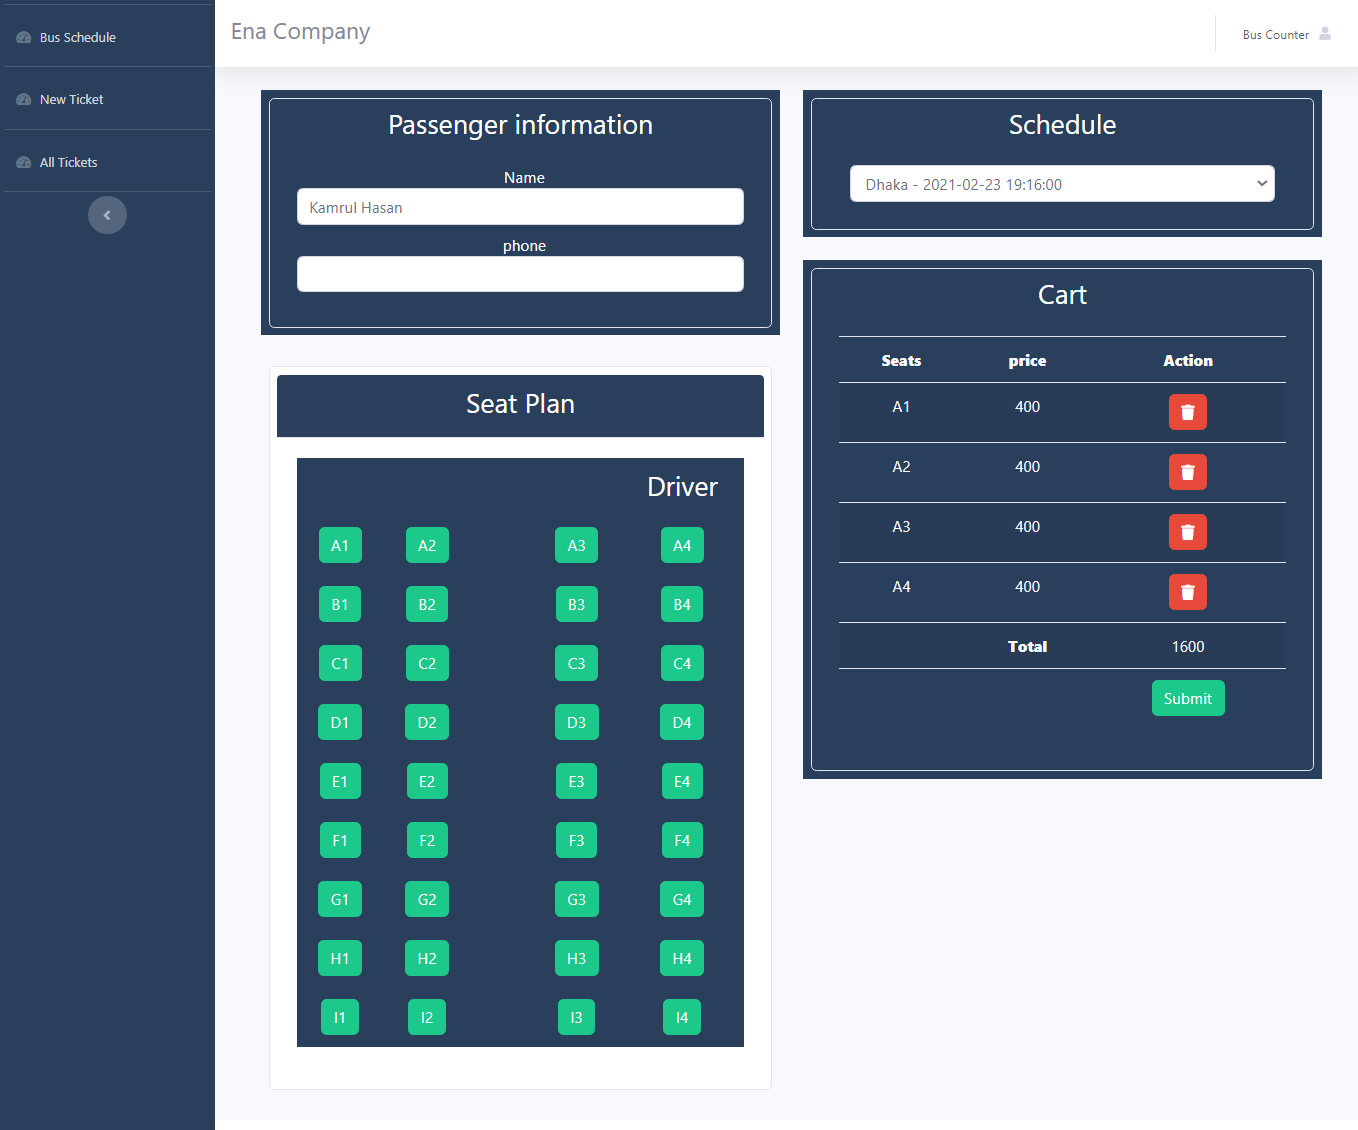 Bus Schedule
New Ticket
All Tickets
Ena Company
Bus Counter
Passenger information
Name
Kamrul Hasan
phone
Seat Plan
Driver
A1 A2 A3 A4
B1 B2 B3 B4
C1 C2 C3 C4
D1 D2 D3 D4
E1 E2 E3 E4
F1 F2 F3 F4
G1 G2 G3 G4
H1 H2 H3 H4
I1 I2 I3 I4
Schedule
Dhaka - 2021-02-23 19:16:00
Cart
Seats price Action
A1 400
A2 400
A3 400
A4 400
Total 1600
Submit